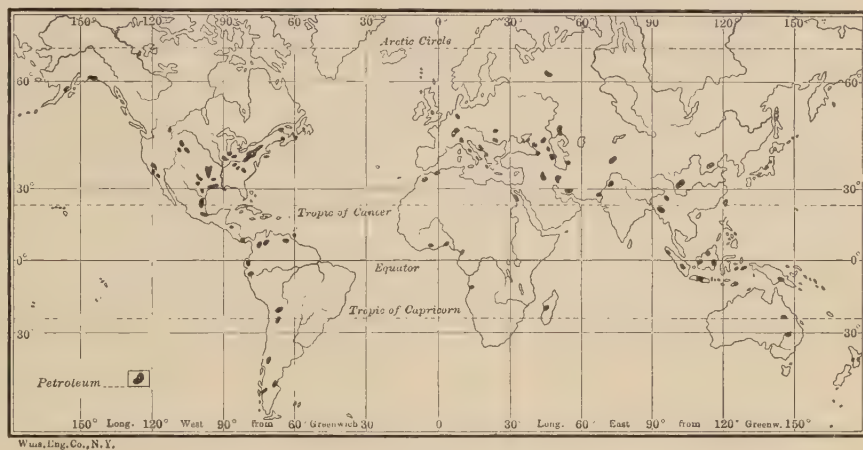 150° 120° 90° 60° 30 0° 30 60° 90° 120° 150°
Arctic Circle
60° 60°
30° 30°
Tropic of Cancer
0° 0°
Equator
Tropic of Capricorn
30° 30°
Petroleum
150° Long. 120° West 90° from 60° Greenwich 30 0° 30 Long. 60° East 90° from 120° Greenw. 150°
Wms. Eng. Co., N.Y.